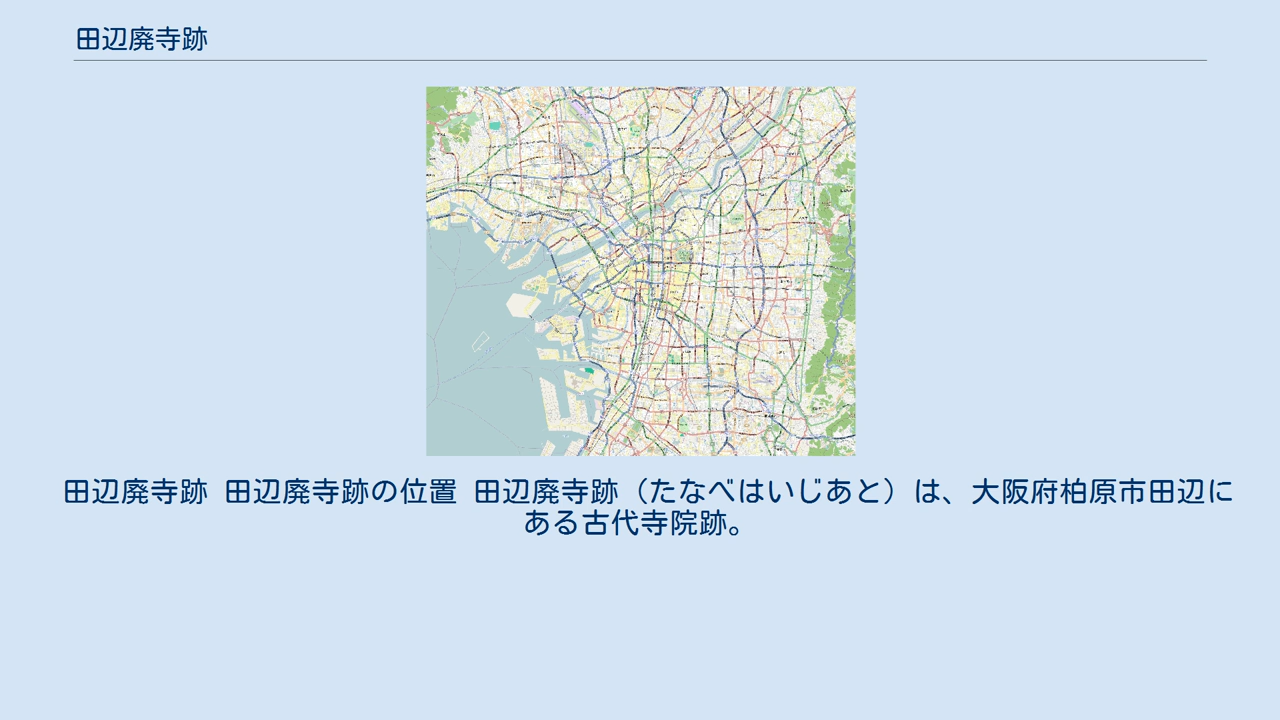 田辺廃寺跡
田辺廃寺跡 田辺廃寺跡の位置 田辺廃寺跡（たなべはいじあと）は、大阪府柏原市田辺に
ある古代寺院跡。